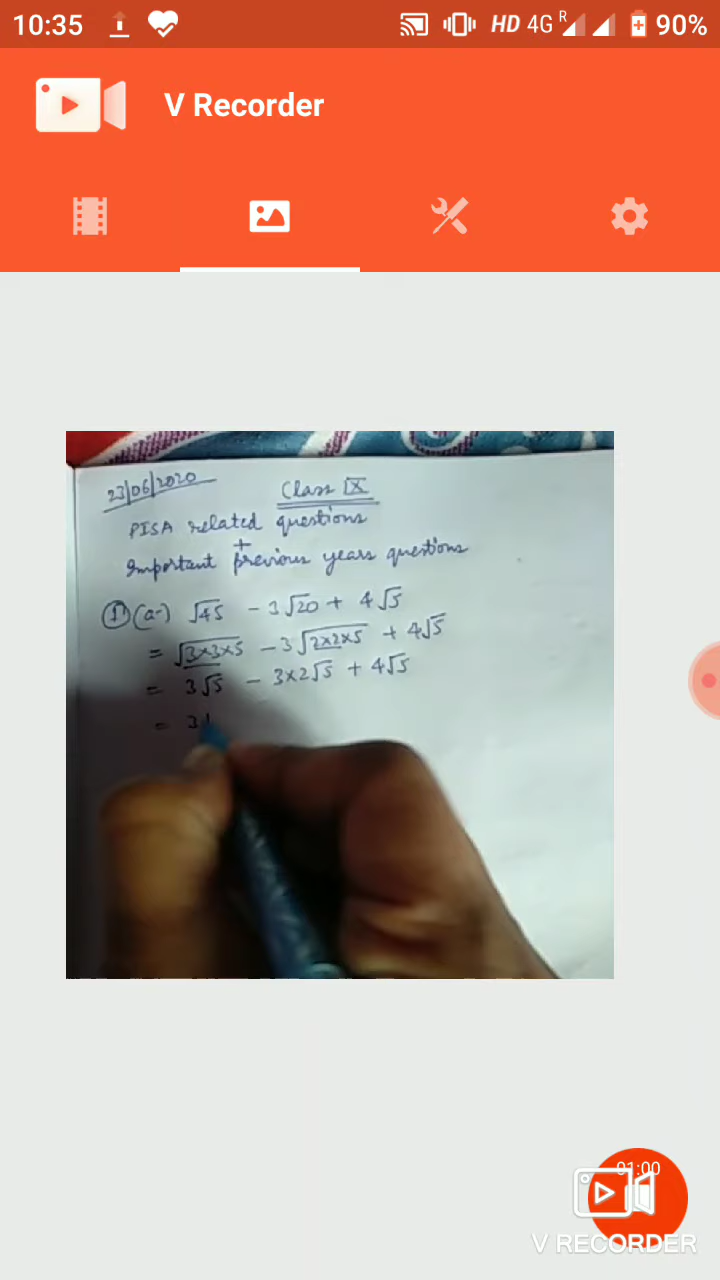 10:35 HD 4G R 90%
V Recorder
23/06/2020
Class IX
PISA related questions
+
Important previous years questions
1 (a) √45 - 3√20 + 4√5
= √3×3×5 - 3√2×2×5 + 4√5
= 3√5 - 3×2√5 + 4√5
= 3
01:00
V RECORDER